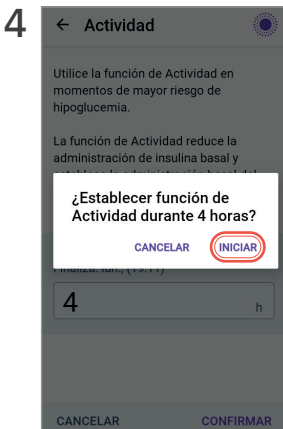 4
← Actividad
Utilice la función de Actividad en
momentos de mayor riesgo de
hipoglucemia.
La función de Actividad reduce la
administración de insulina basal y
¿Establecer función de
Actividad durante 4 horas?
CANCELAR INICIAR
4 h
CANCELAR CONFIRMAR